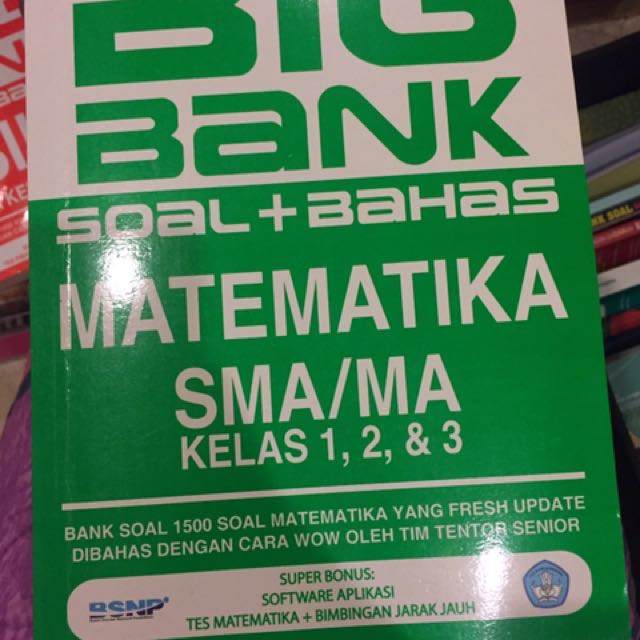 BIG
BANK
SOAL+BAHAS
MATEMATIKA
SMA/MA
KELAS 1, 2, & 3
BANK SOAL 1500 SOAL MATEMATIKA YANG FRESH UPDATE
DIBAHAS DENGAN CARA WOW OLEH TIM TENTOR SENIOR
SUPER BONUS:
SOFTWARE APLIKASI
TES MATEMATIKA + BIMBINGAN JARAK JAUH
BSNP